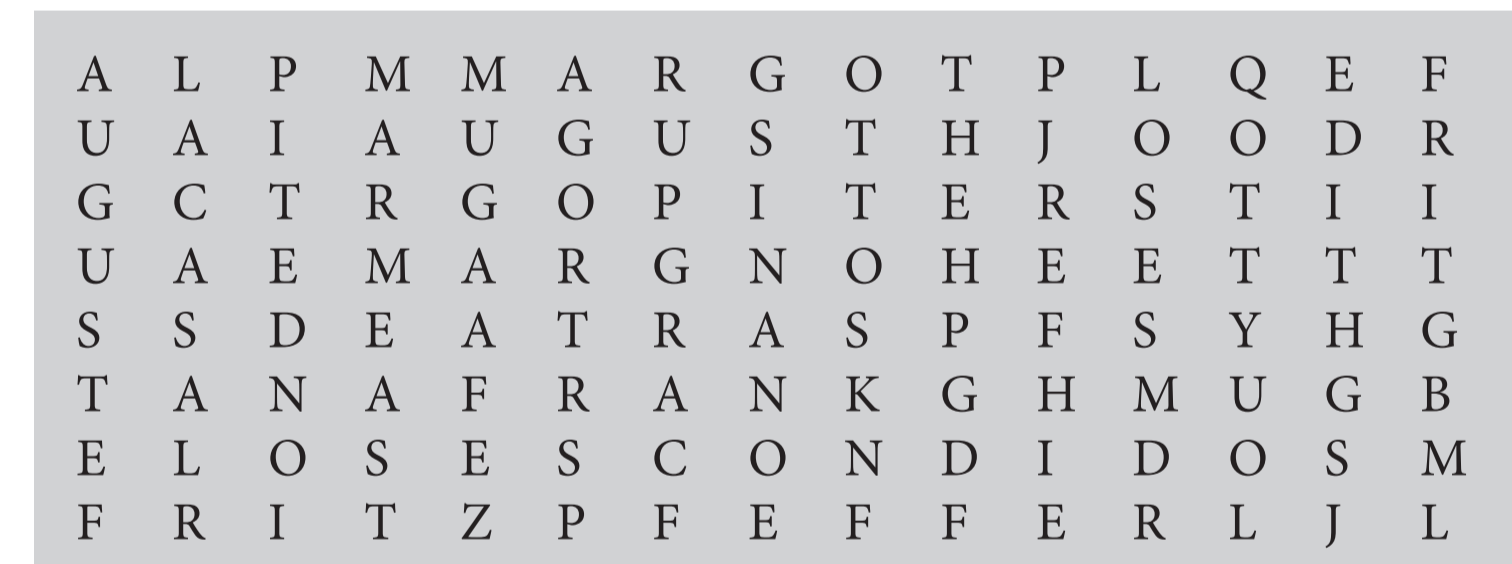 A L P M M A R G O T P L Q E F
U A I A U G U S T H J O O D R
G C T R G O P I T E R S T I I
U A E M A R G N O H E E T T T
S S D E A T R A S P F S Y H G
T A N A F R A N K G H M U G B
E L O S E S C O N D I D O S M
F R I T Z P F E F F E R L J L